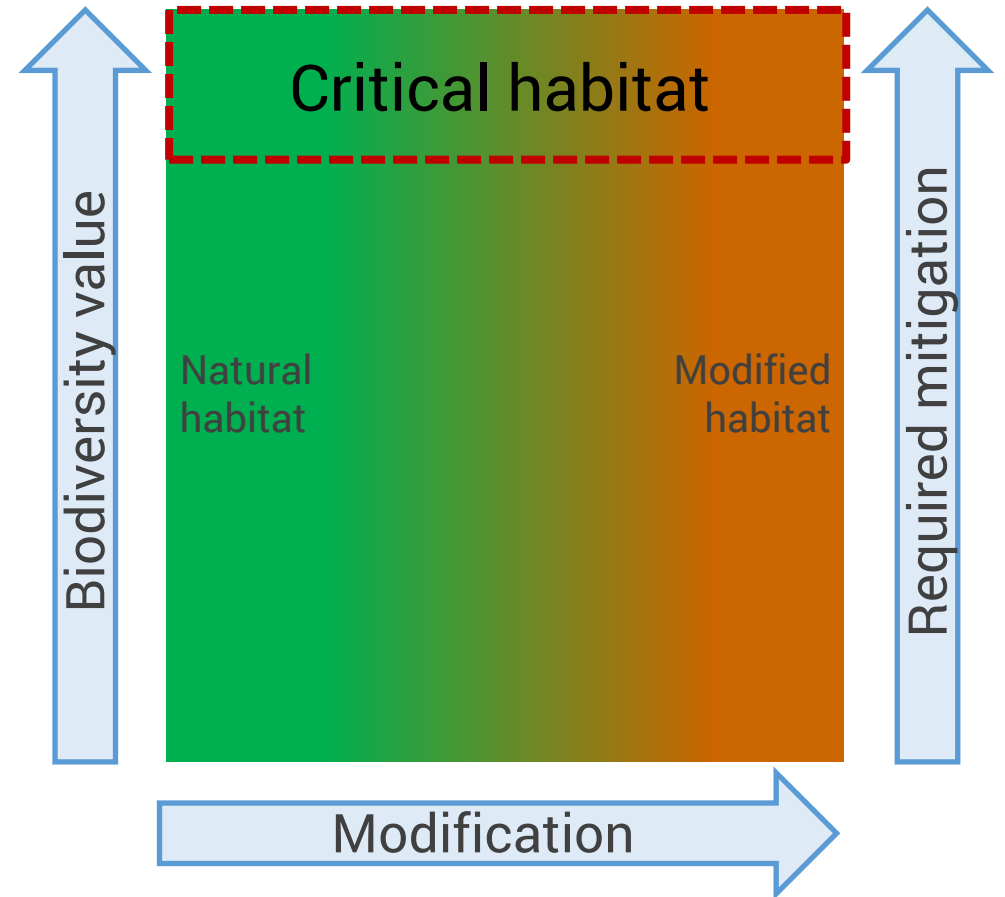 Critical habitat
Biodiversity value
Natural
habitat
Modified
habitat
Required mitigation
Modification